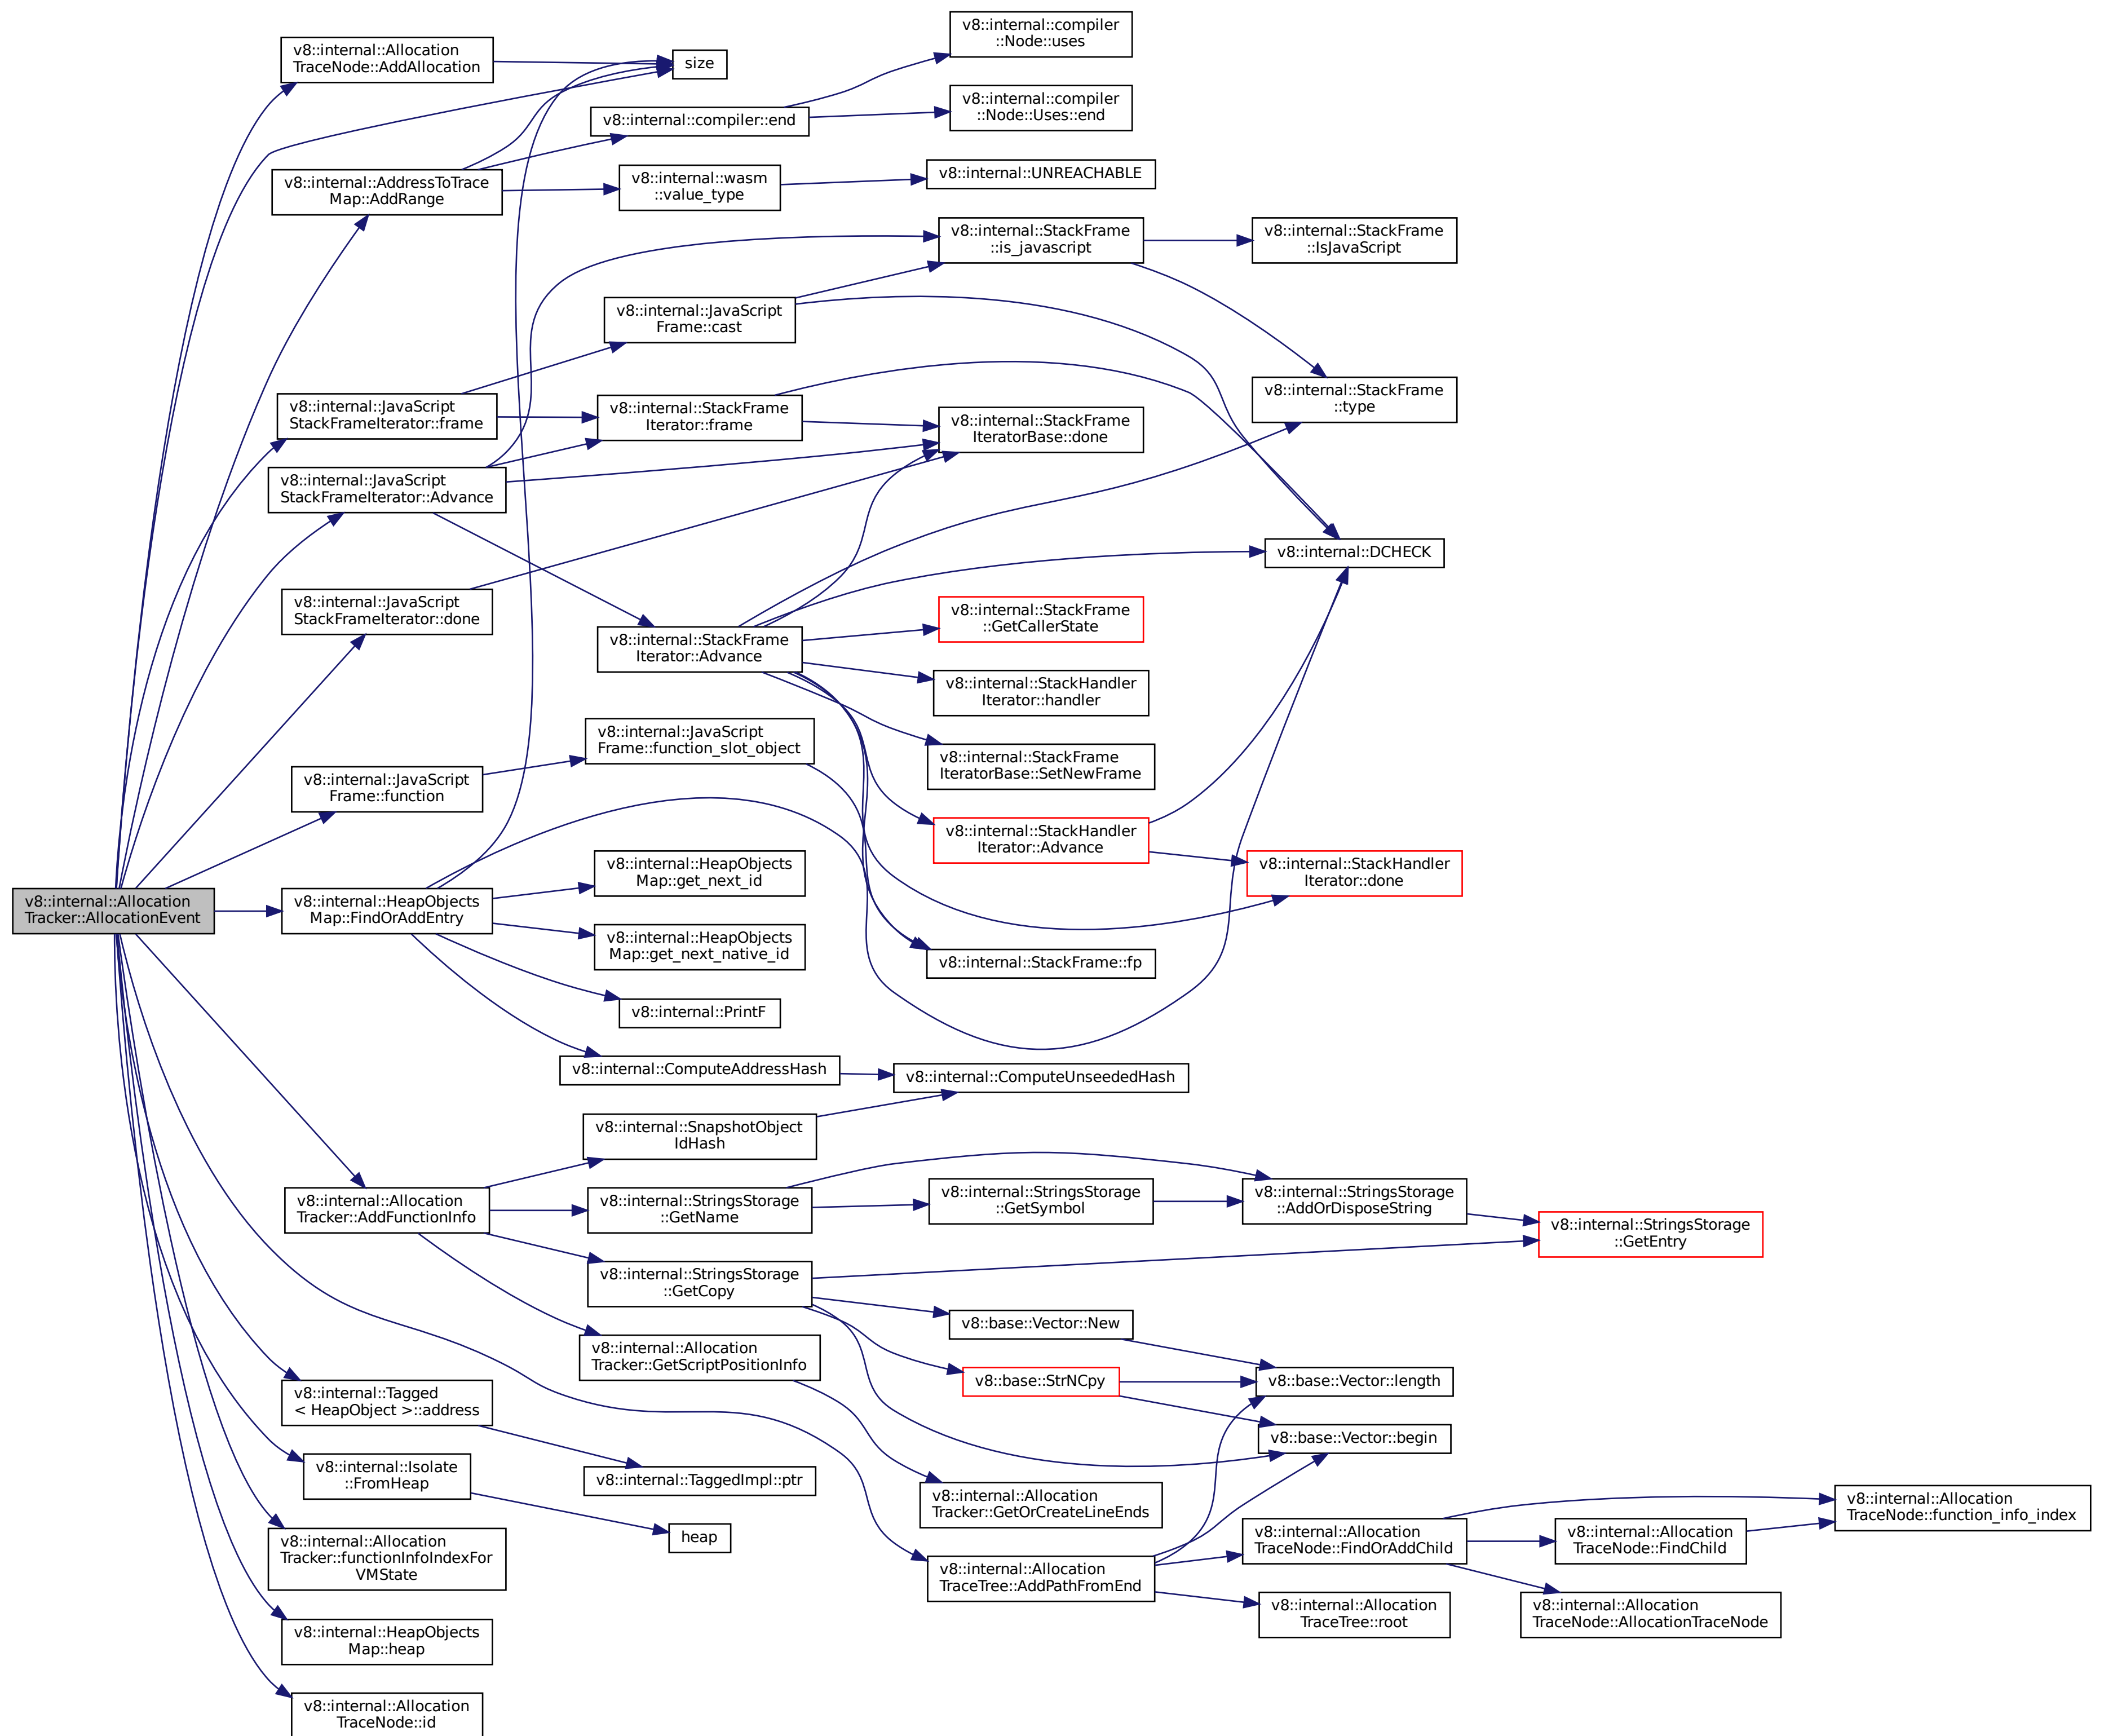 v8::internal::Allocation
Tracker::AllocationEvent
v8::internal::Allocation
TraceNode::AddAllocation
size
v8::internal::AddressToTrace
Map::AddRange
v8::internal::compiler::end
v8::internal::compiler
::Node::uses
v8::internal::compiler
::Node::Uses::end
v8::internal::wasm
::value_type
v8::internal::UNREACHABLE
v8::internal::JavaScript
StackFrameIterator::frame
v8::internal::JavaScript
Frame::cast
v8::internal::StackFrame
::is_javascript
v8::internal::StackFrame
::IsJavaScript
v8::internal::StackFrame
::type
v8::internal::StackFrame
Iterator::frame
v8::internal::StackFrame
IteratorBase::done
v8::internal::DCHECK
v8::internal::JavaScript
StackFrameIterator::Advance
v8::internal::StackFrame
Iterator::Advance
v8::internal::StackFrame
::GetCallerState
v8::internal::StackHandler
Iterator::handler
v8::internal::StackFrame
IteratorBase::SetNewFrame
v8::internal::StackHandler
Iterator::Advance
v8::internal::StackHandler
Iterator::done
v8::internal::StackFrame::fp
v8::internal::JavaScript
StackFrameIterator::done
v8::internal::JavaScript
Frame::function
v8::internal::JavaScript
Frame::function_slot_object
v8::internal::HeapObjects
Map::FindOrAddEntry
v8::internal::HeapObjects
Map::get_next_id
v8::internal::HeapObjects
Map::get_next_native_id
v8::internal::PrintF
v8::internal::ComputeAddressHash
v8::internal::ComputeUnseededHash
v8::internal::Allocation
Tracker::AddFunctionInfo
v8::internal::SnapshotObject
IdHash
v8::internal::StringsStorage
::GetName
v8::internal::StringsStorage
::GetSymbol
v8::internal::StringsStorage
::AddOrDisposeString
v8::internal::StringsStorage
::GetEntry
v8::internal::StringsStorage
::GetCopy
v8::base::Vector::New
v8::base::StrNCpy
v8::base::Vector::length
v8::base::Vector::begin
v8::internal::Allocation
Tracker::GetScriptPositionInfo
v8::internal::Allocation
Tracker::GetOrCreateLineEnds
v8::internal::Tagged
< HeapObject >::address
v8::internal::TaggedImpl::ptr
v8::internal::Isolate
::FromHeap
heap
v8::internal::Allocation
Tracker::functionInfoIndexFor
VMState
v8::internal::HeapObjects
Map::heap
v8::internal::Allocation
TraceNode::id
v8::internal::Allocation
TraceTree::AddPathFromEnd
v8::internal::Allocation
TraceNode::FindOrAddChild
v8::internal::Allocation
TraceNode::FindChild
v8::internal::Allocation
TraceNode::function_info_index
v8::internal::Allocation
TraceNode::AllocationTraceNode
v8::internal::Allocation
TraceTree::root